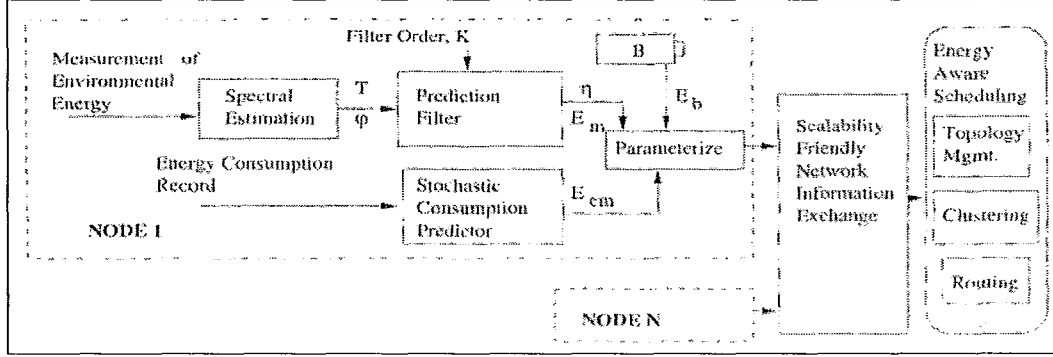 Filter Order, K
B
Measurement of
Environmental
Energy
Spectral
Estimation
T
φ
Prediction
Filter
η
E_m
E_b
Parameterize
Energy Consumption
Record
Stochastic
Consumption
Predictor
E_cm
NODE 1
NODE N
Scalability
Friendly
Network
Information
Exchange
Energy
Aware
Scheduling
Topology
Mgmt.
Clustering
Routing